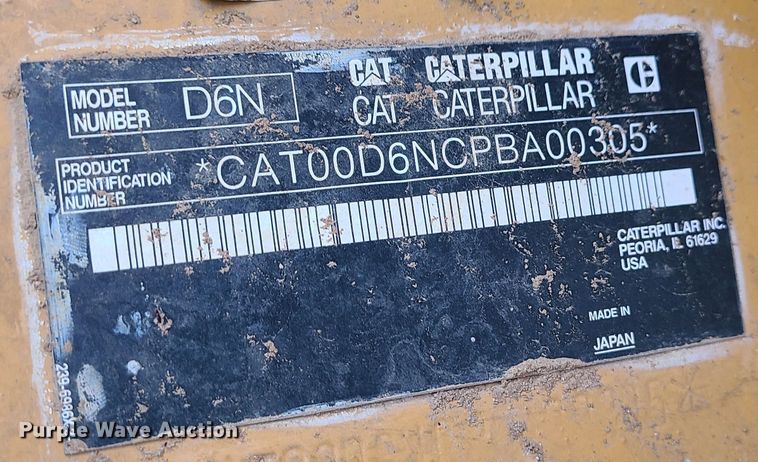 MODEL NUMBER D6N
CAT CATERPILLAR
CAT CATERPILLAR
PRODUCT IDENTIFICATION NUMBER *CAT00D6NCPBA00305*
CATERPILLAR INC.
PEORIA, IL 61629
USA
MADE IN
JAPAN
Purple Wave Auction